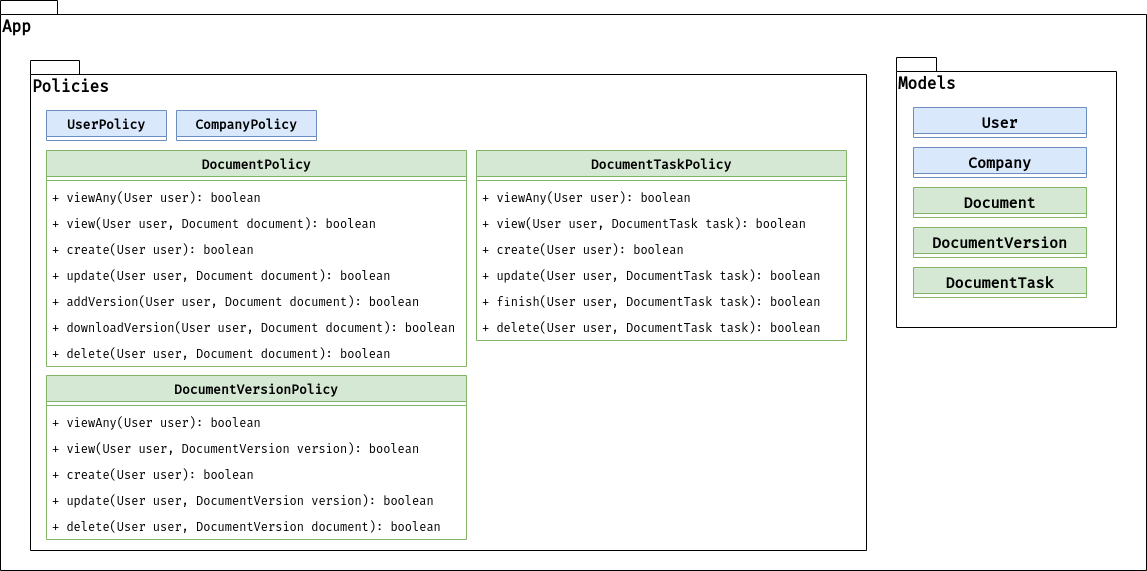 App
Policies
UserPolicy
CompanyPolicy
DocumentPolicy
+ viewAny(User user): boolean
+ view(User user, Document document): boolean
+ create(User user): boolean
+ update(User user, Document document): boolean
+ addVersion(User user, Document document): boolean
+ downloadVersion(User user, Document document): boolean
+ delete(User user, Document document): boolean
DocumentTaskPolicy
+ viewAny(User user): boolean
+ view(User user, DocumentTask task): boolean
+ create(User user): boolean
+ update(User user, DocumentTask task): boolean
+ finish(User user, DocumentTask task): boolean
+ delete(User user, DocumentTask task): boolean
DocumentVersionPolicy
+ viewAny(User user): boolean
+ view(User user, DocumentVersion version): boolean
+ create(User user): boolean
+ update(User user, DocumentVersion version): boolean
+ delete(User user, DocumentVersion document): boolean
Models
User
Company
Document
DocumentVersion
DocumentTask